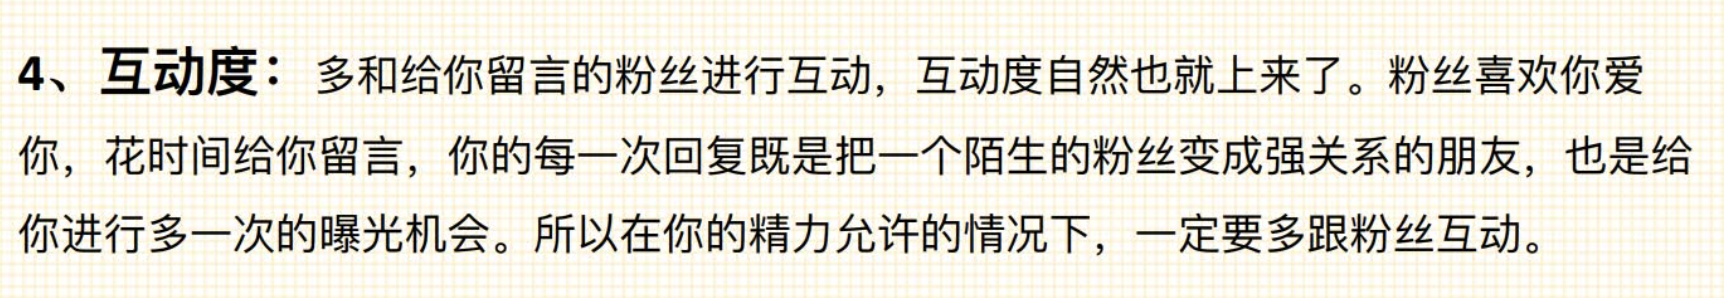 4、互动度：多和给你留言的粉丝进行互动，互动度自然也就上来了。粉丝喜欢你爱
你，花时间给你留言，你的每一次回复既是把一个陌生的粉丝变成强关系的朋友，也是给
你进行多一次的曝光机会。所以在你的精力允许的情况下，一定要多跟粉丝互动。